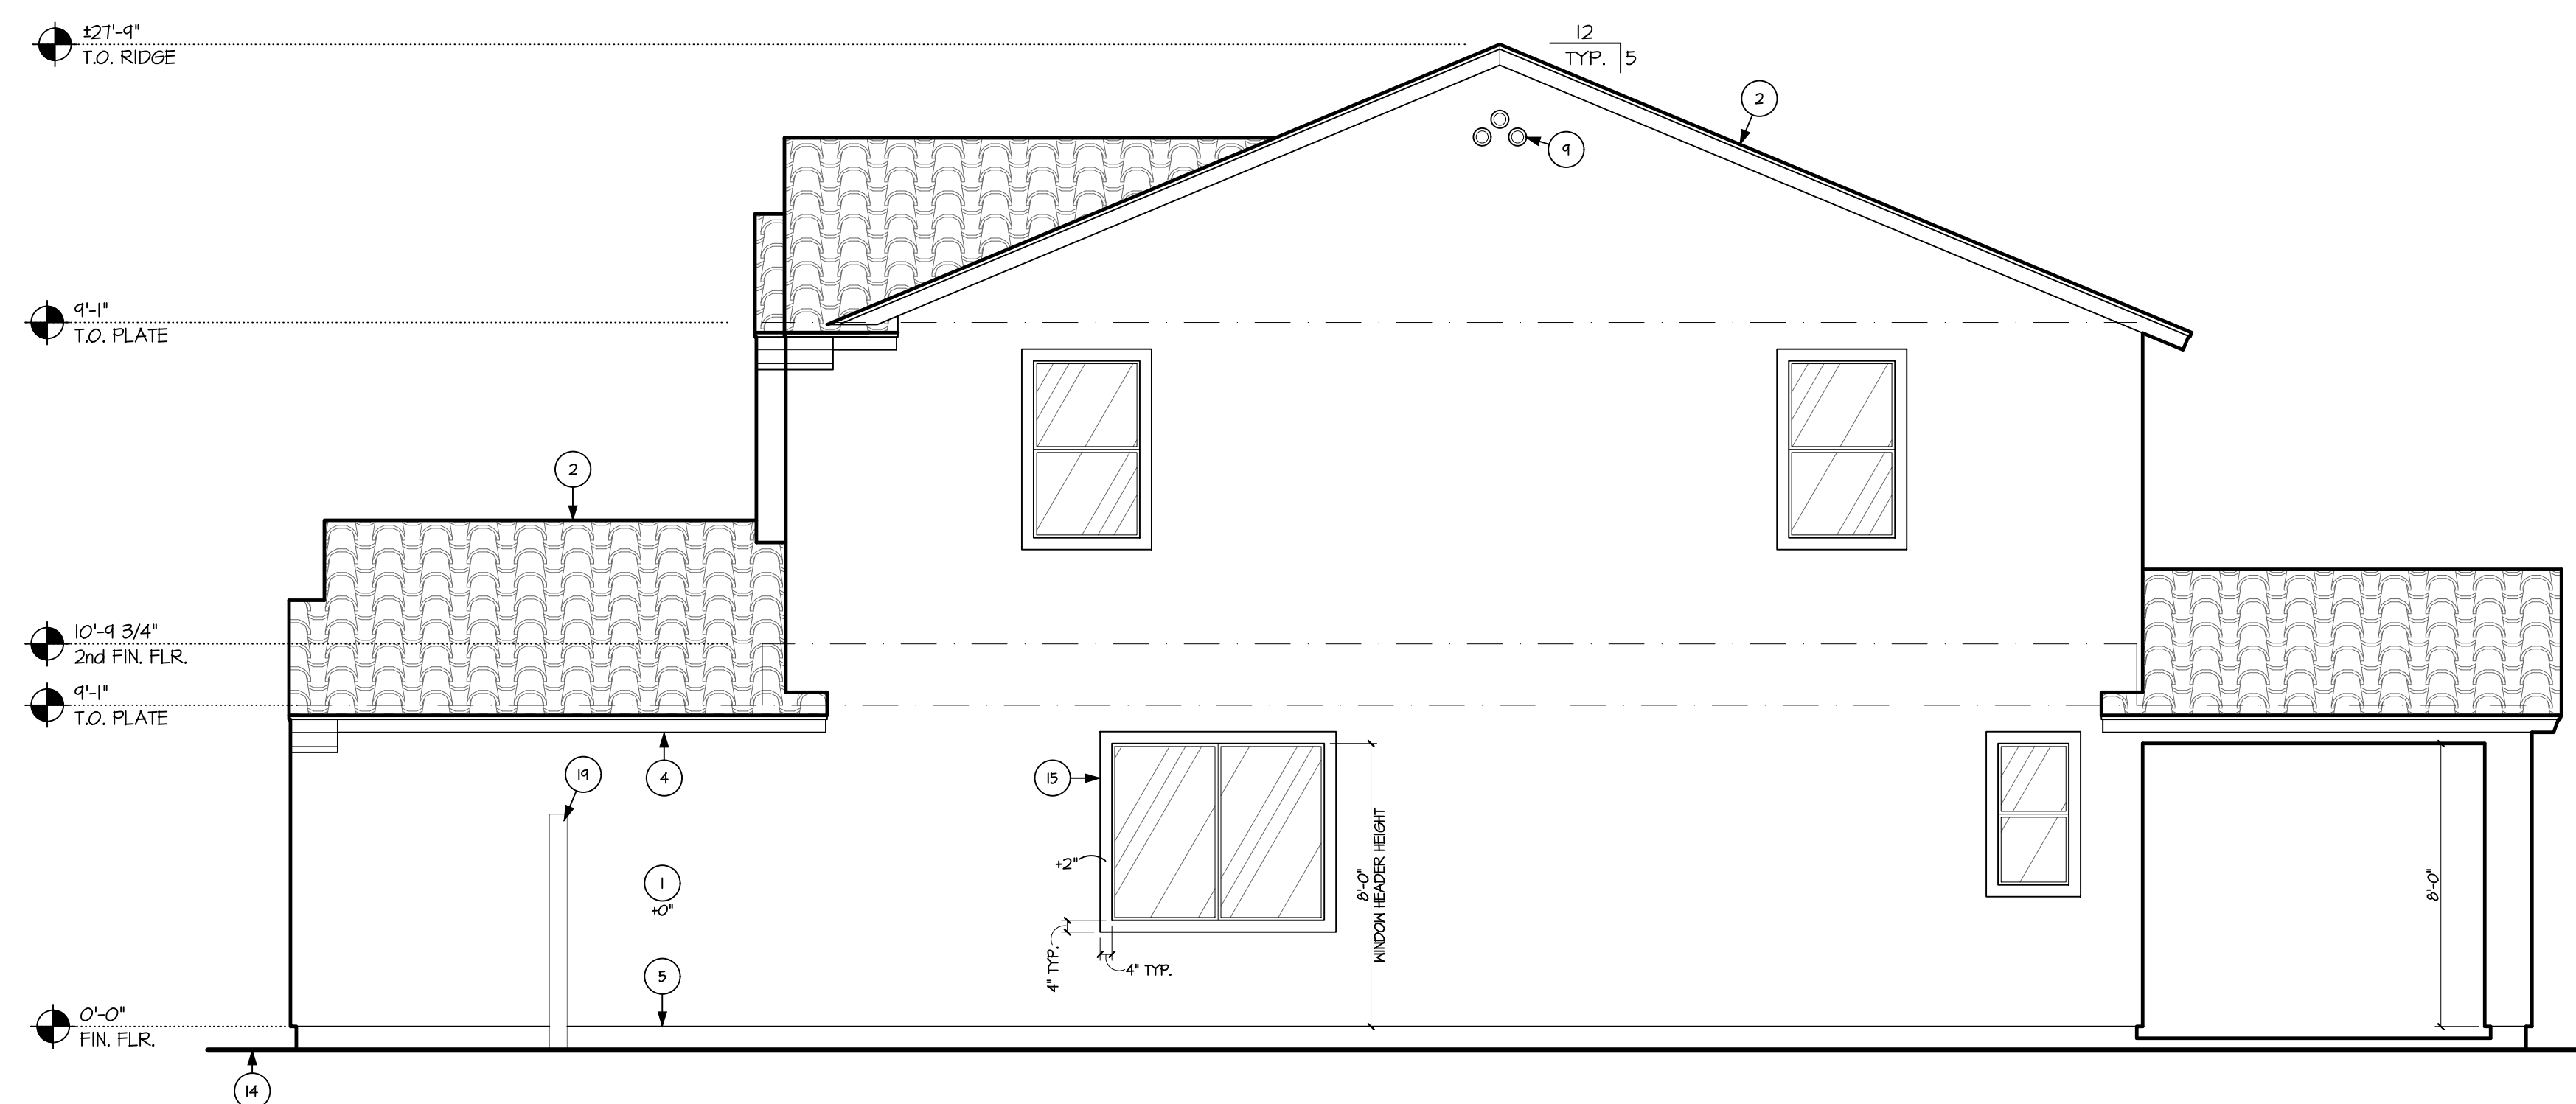 ±27'-9"
T.O. RIDGE
12
TYP.
5
2
9
9'-1"
T.O. PLATE
2
10'-9 3/4"
2nd FIN. FLR.
9'-1"
T.O. PLATE
19
4
15
+2"
1
+0"
8'-0"
WINDOW HEADER HEIGHT
8'-0"
5
4" TYP.
4" TYP.
0'-0"
FIN. FLR.
14